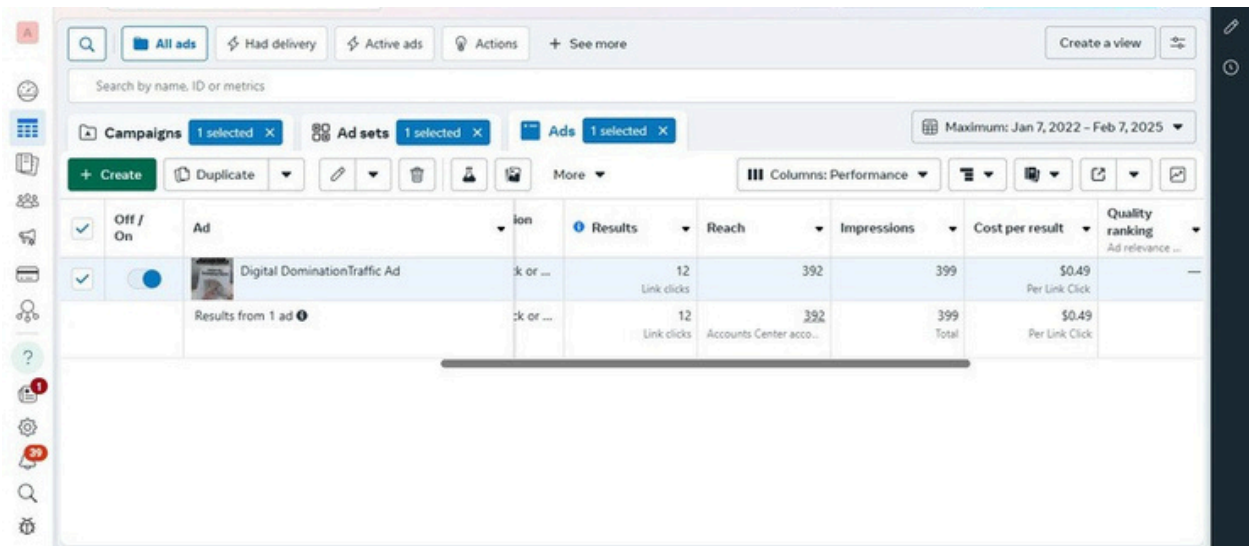 A
All ads
Had delivery
Active ads
Actions
+ See more
Create a view
Search by name, ID or metrics
Campaigns 1 selected ×
Ad sets 1 selected ×
Ads 1 selected ×
Maximum: Jan 7, 2022 – Feb 7, 2025
+ Create
Duplicate
More
Columns: Performance
Off /
On
Ad
ion
Results
Reach
Impressions
Cost per result
Quality
ranking
Ad relevance ...
Digital DominationTraffic Ad
:k or ...
12
Link clicks
392
399
$0.49
Per Link Click
—
Results from 1 ad
:k or ...
12
Link clicks
392
Accounts Center acco...
399
Total
$0.49
Per Link Click
?
1
39